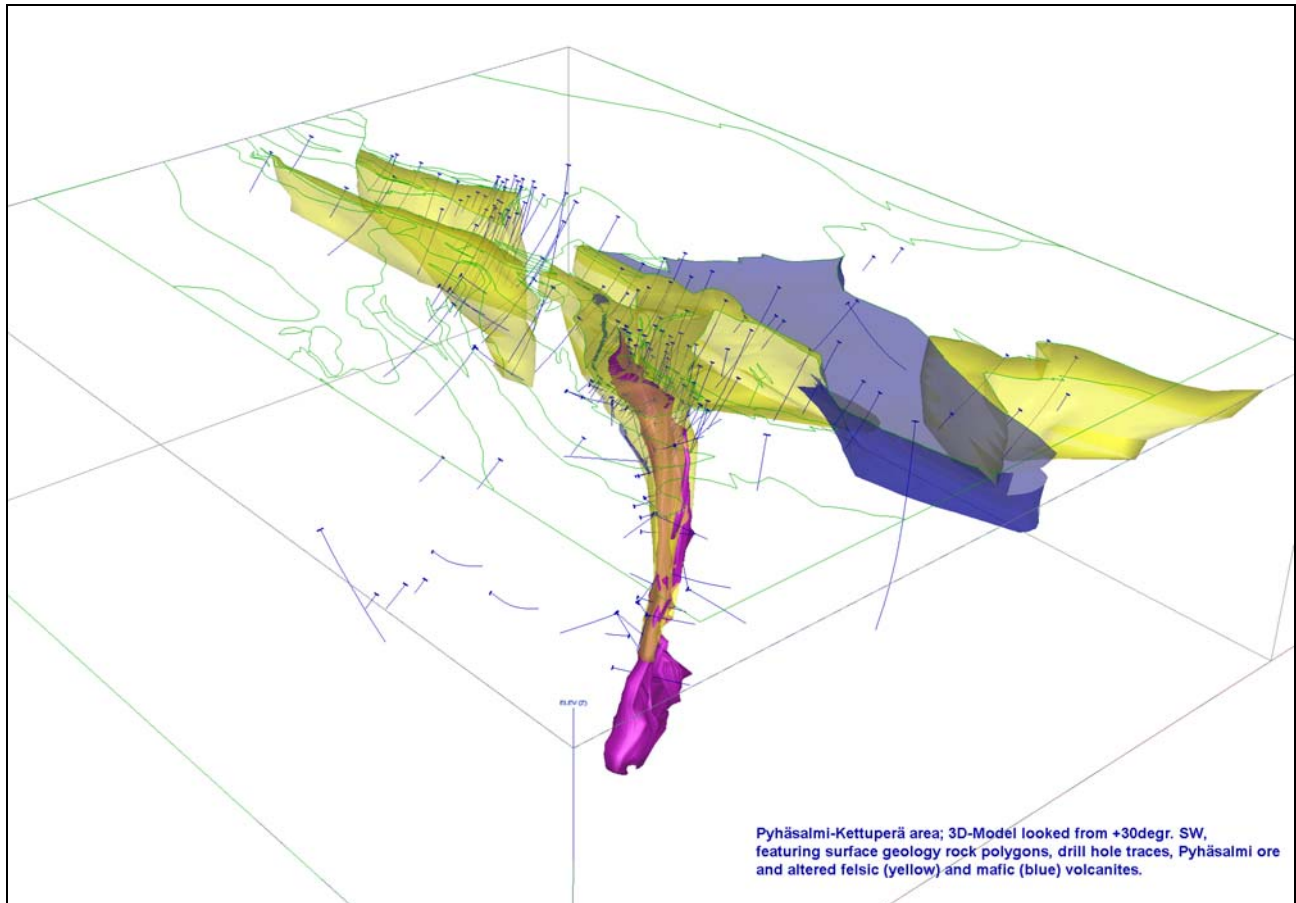 Pyhäsalmi-Kettuperä area; 3D-Model looked from +30degr. SW,
featuring surface geology rock polygons, drill hole traces, Pyhäsalmi ore
and altered felsic (yellow) and mafic (blue) volcanites.